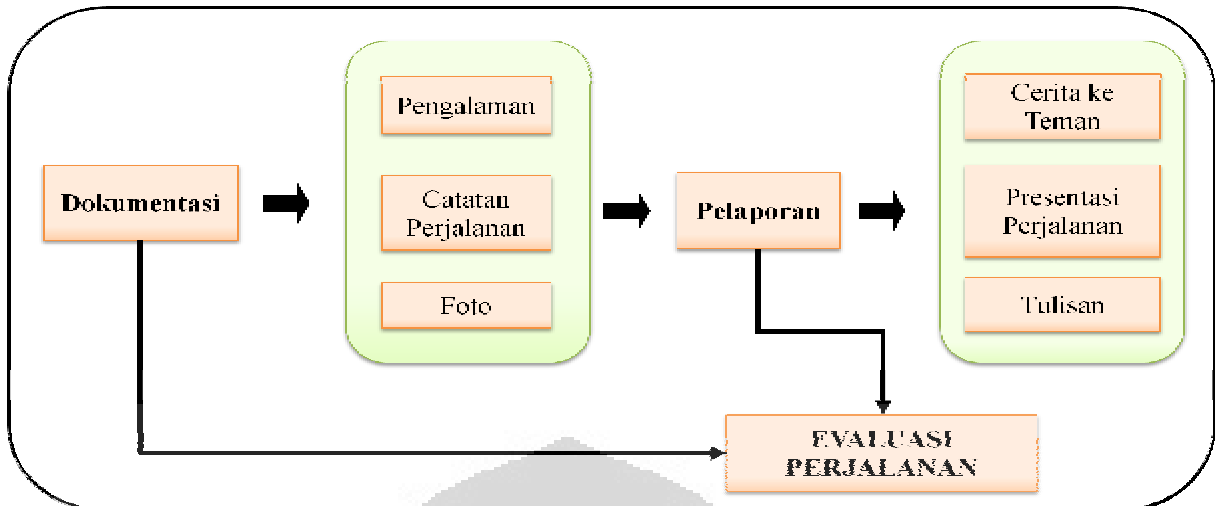 Dokumentasi
Pengalaman
Catatan
Perjalanan
Foto
Pelaporan
Cerita ke
Teman
Presentasi
Perjalanan
Tulisan
EVALUASI
PERJALANAN